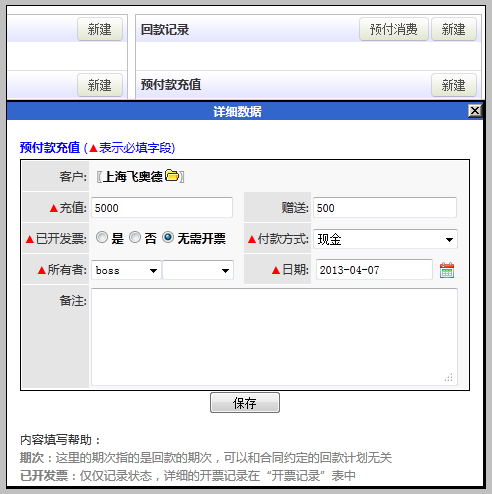 新建 回款记录 预付消费 新建
新建 预付款充值 新建
详细数据
预付款充值 (▲表示必填字段)
客户: 〖上海飞奥德〗
▲充值: 5000 赠送: 500
▲已开发票: 是 否 无需开票 ▲付款方式: 现金
▲所有者: boss ▲日期: 2013-04-07
备注:
保存
内容填写帮助：
期次：这里的期次指的是回款的期次，可以和合同约定的回款计划无关
已开发票：仅仅记录状态，详细的开票记录在“开票记录”表中